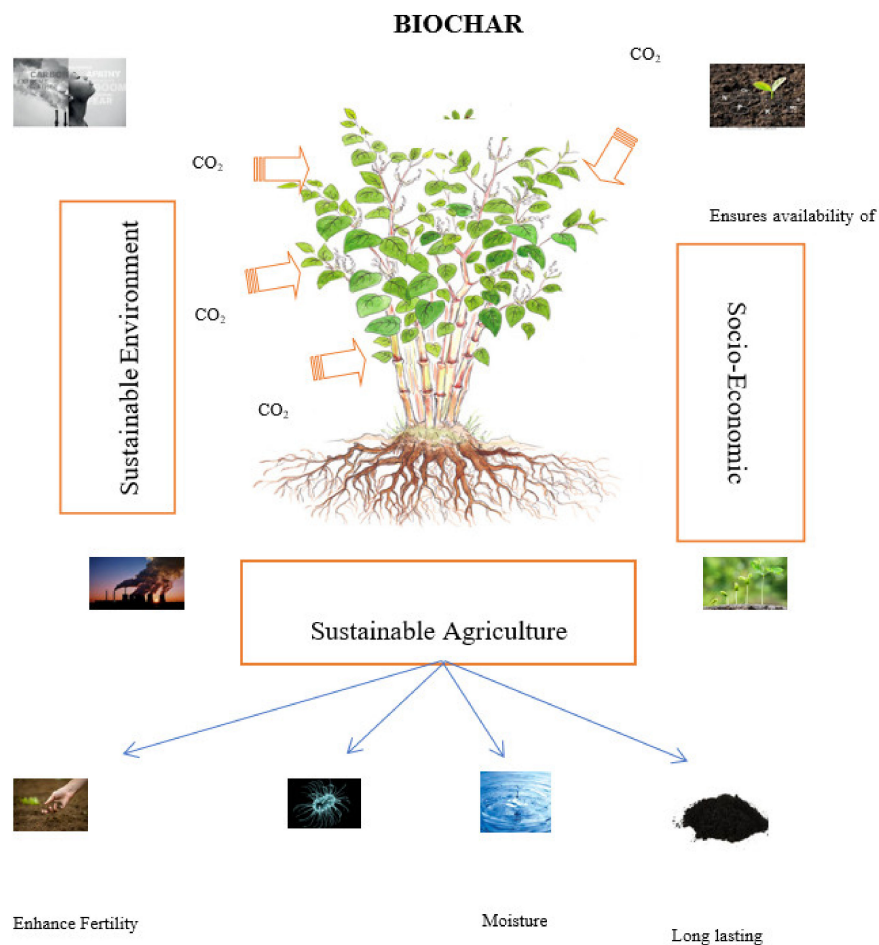 BIOCHAR
CO2
CO2
Ensures availability of
Sustainable Environment
Socio-Economic
CO2
CO2
Sustainable Agriculture
Enhance Fertility
Moisture
Long lasting